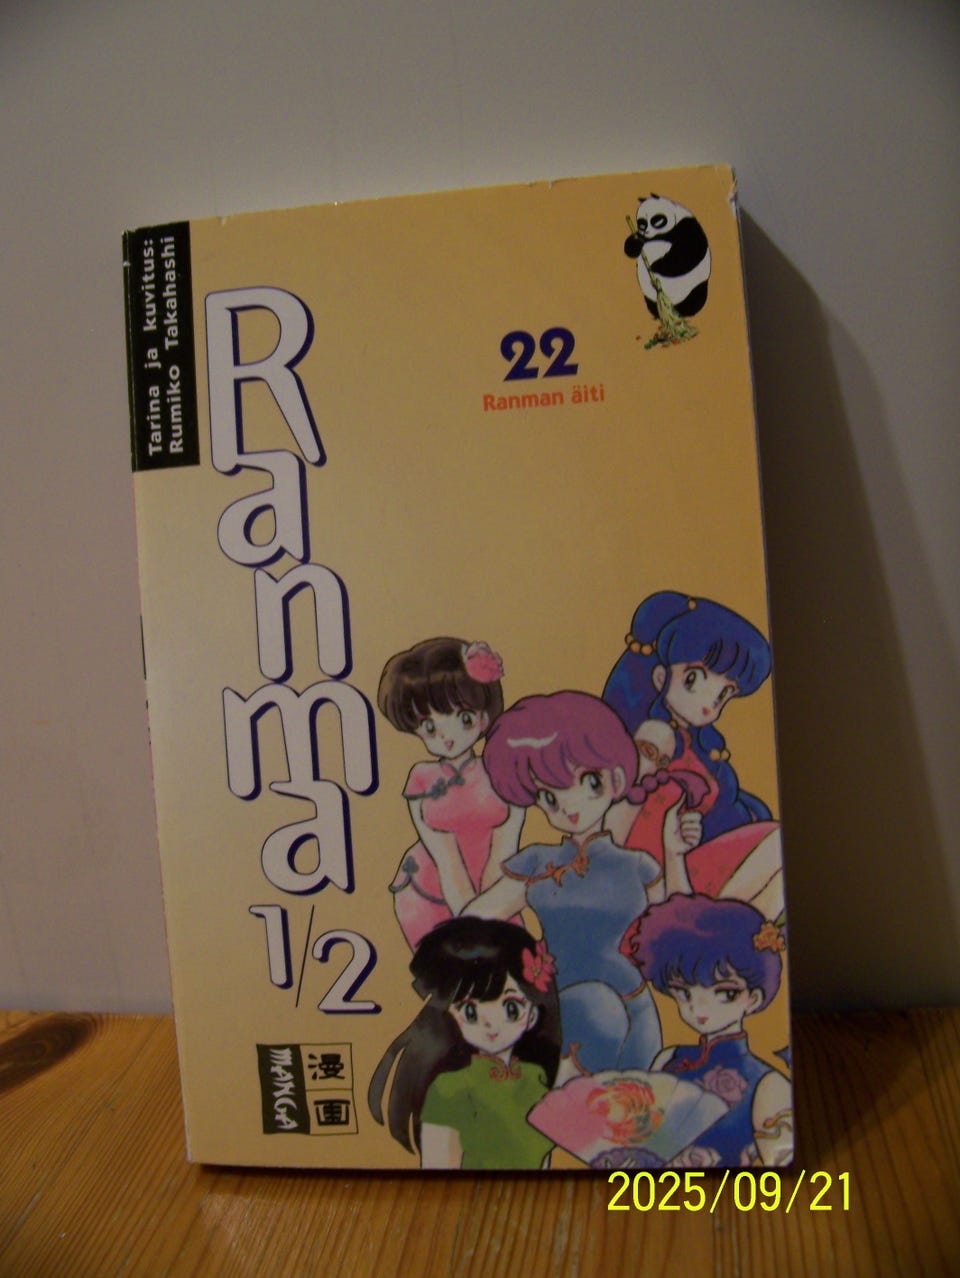 Tarina ja kuvitus:
Rumiko Takahashi
Ranma
1/2
22
Ranman äiti
MANGA
漫画
2025/09/21